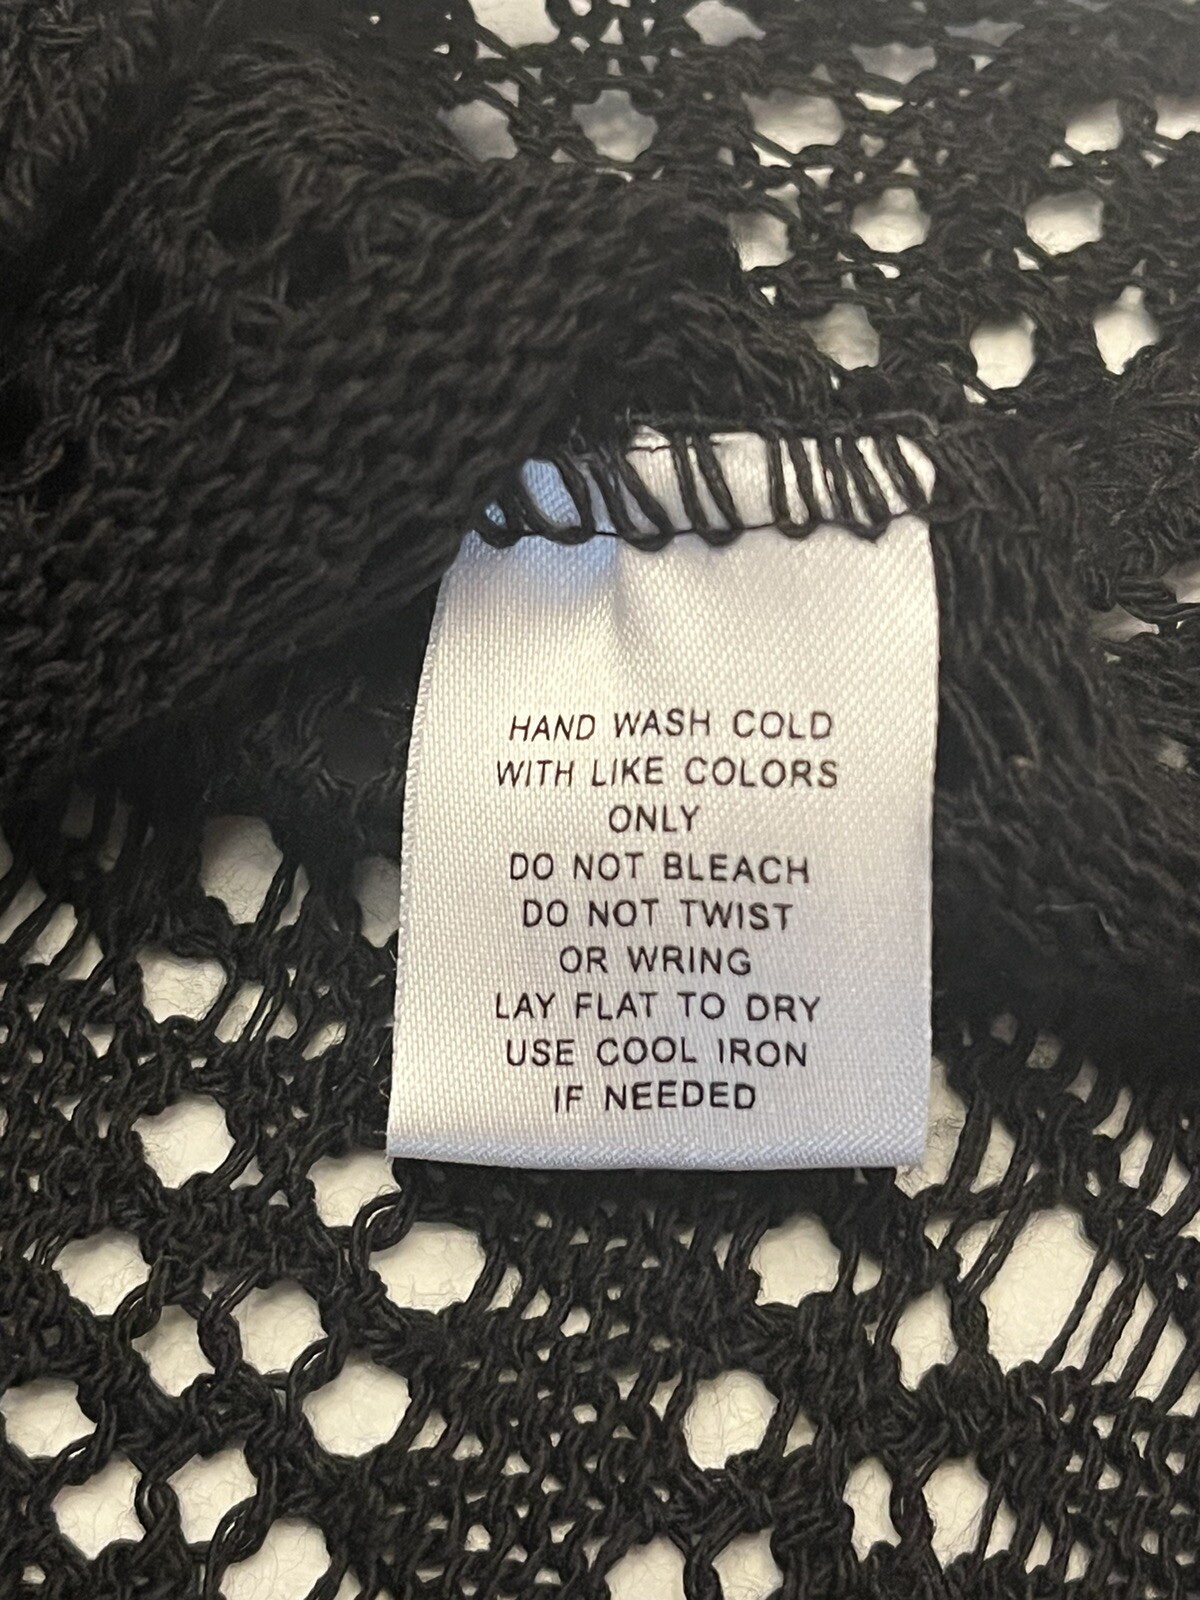 HAND WASH COLD
WITH LIKE COLORS
ONLY
DO NOT BLEACH
DO NOT TWIST
OR WRING
LAY FLAT TO DRY
USE COOL IRON
IF NEEDED